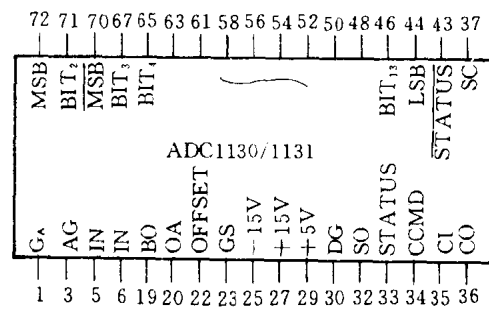 72 71 70 67 65 63 61 58 56 54 52 50 48 46 44 43 37
MSB BIT₂ M̅S̅B̅ BIT₃ BIT₄ BIT₁₃ LSB S̅T̅A̅T̅U̅S̅ SC
ADC1130/1131
G_A AG IN IN BO OA OFFSET GS -15V +15V +5V DG SO STATUS CCMD CI CO
1 3 5 6 19 20 22 23 25 27 29 30 32 33 34 35 36